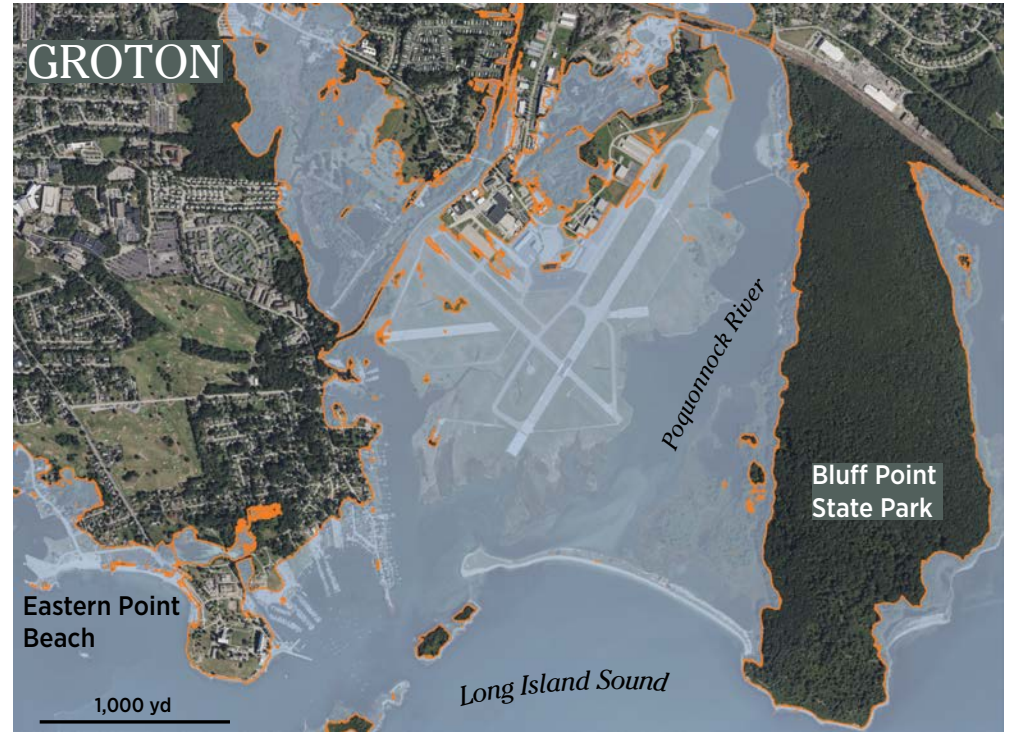 GROTON
Poquonnock River
Bluff Point
State Park
Eastern Point
Beach
Long Island Sound
1,000 yd